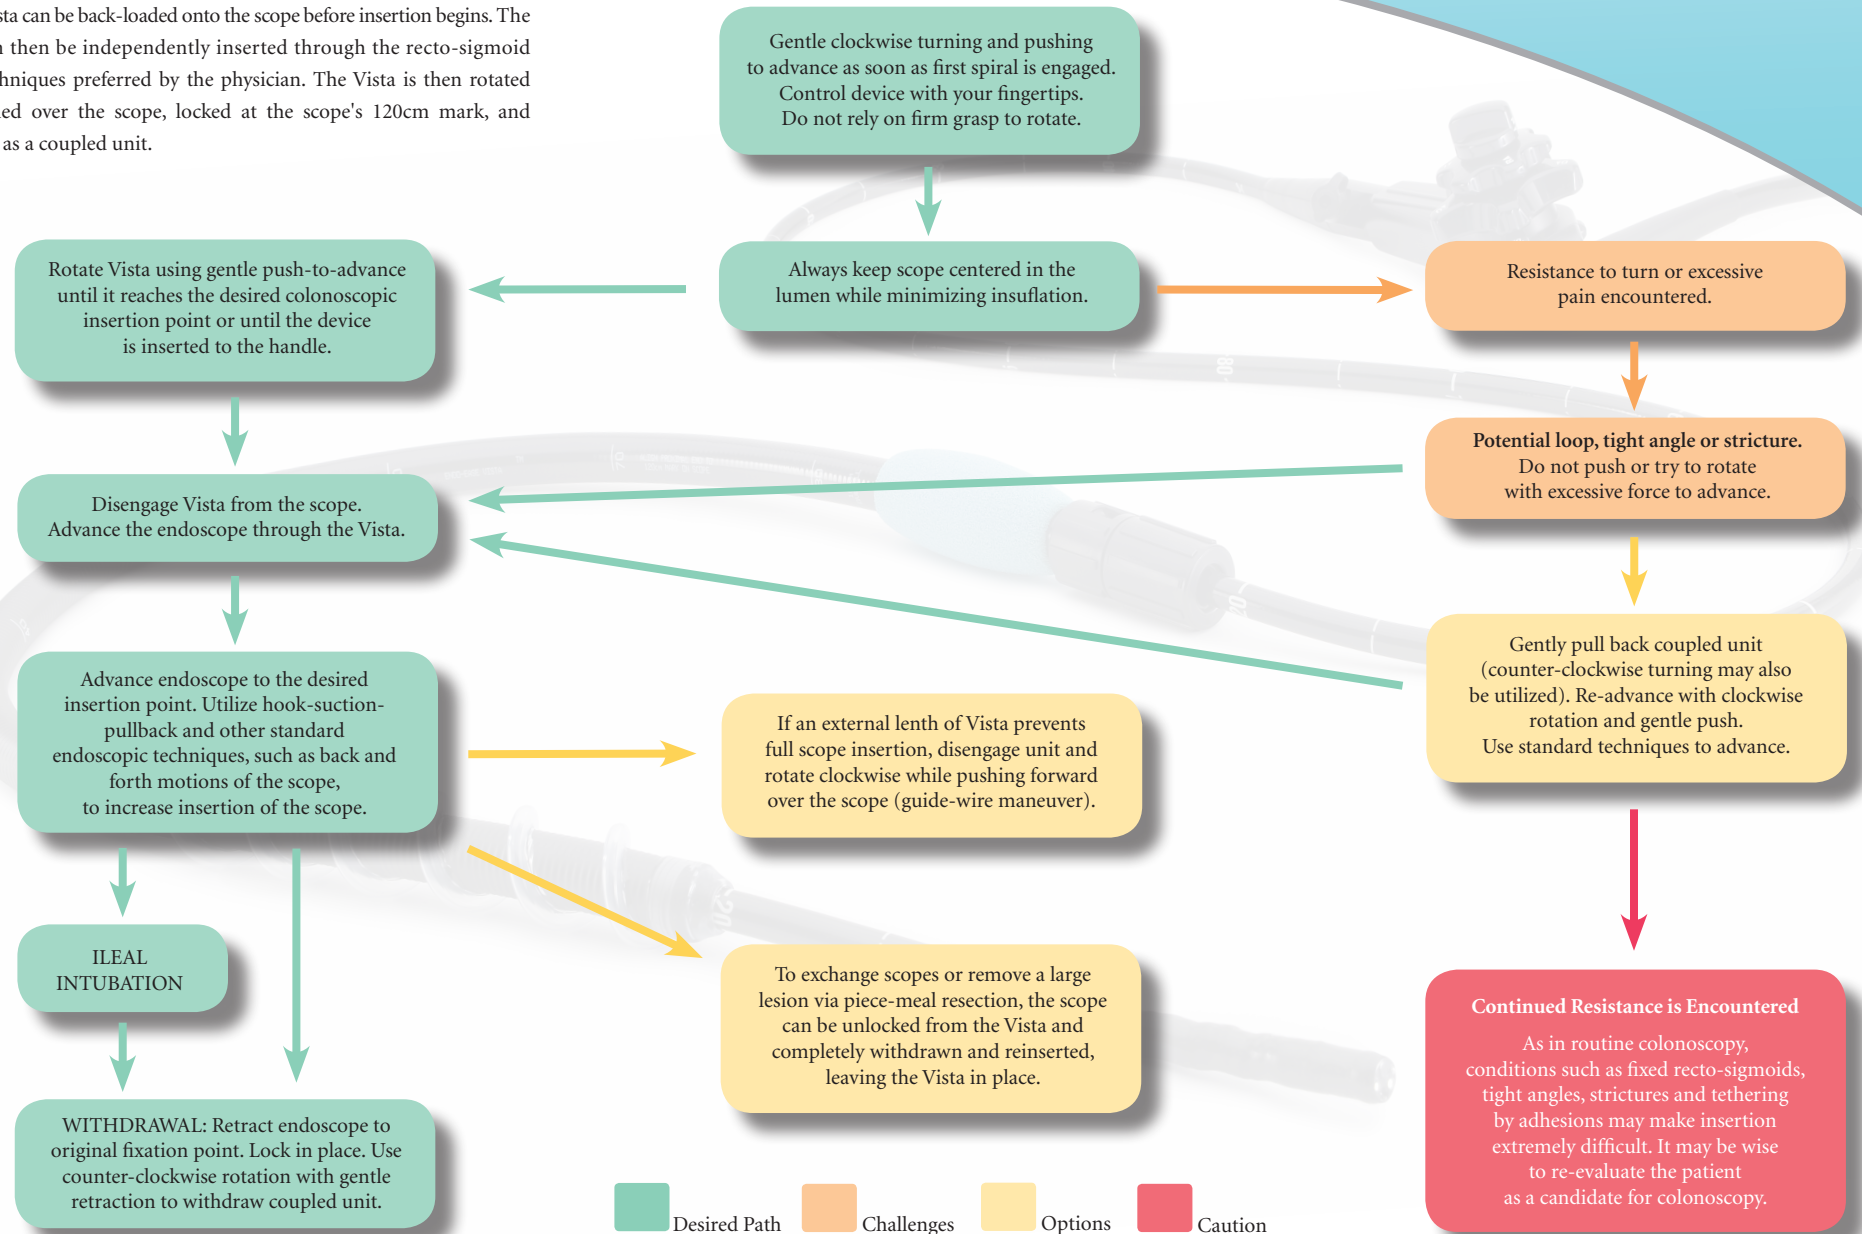 sta can be back-loaded onto the scope before insertion begins. The
then be independently inserted through the recto-sigmoid
hniques preferred by the physician. The Vista is then rotated
ed over the scope, locked at the scope's 120cm mark, and
as a coupled unit.
Gentle clockwise turning and pushing
to advance as soon as first spiral is engaged.
Control device with your fingertips.
Do not rely on firm grasp to rotate.
Rotate Vista using gentle push-to-advance
until it reaches the desired colonoscopic
insertion point or until the device
is inserted to the handle.
Always keep scope centered in the
lumen while minimizing insuflation.
Resistance to turn or excessive
pain encountered.
Potential loop, tight angle or stricture.
Do not push or try to rotate
with excessive force to advance.
Disengage Vista from the scope.
Advance the endoscope through the Vista.
Gently pull back coupled unit
(counter-clockwise turning may also
be utilized). Re-advance with clockwise
rotation and gentle push.
Use standard techniques to advance.
Advance endoscope to the desired
insertion point. Utilize hook-suction-
pullback and other standard
endoscopic techniques, such as back and
forth motions of the scope,
to increase insertion of the scope.
If an external lenth of Vista prevents
full scope insertion, disengage unit and
rotate clockwise while pushing forward
over the scope (guide-wire maneuver).
ILEAL
INTUBATION
To exchange scopes or remove a large
lesion via piece-meal resection, the scope
can be unlocked from the Vista and
completely withdrawn and reinserted,
leaving the Vista in place.
Continued Resistance is Encountered
As in routine colonoscopy,
conditions such as fixed recto-sigmoids,
tight angles, strictures and tethering
by adhesions may make insertion
extremely difficult. It may be wise
to re-evaluate the patient
as a candidate for colonoscopy.
WITHDRAWAL: Retract endoscope to
original fixation point. Lock in place. Use
counter-clockwise rotation with gentle
retraction to withdraw coupled unit.
Desired Path
Challenges
Options
Caution